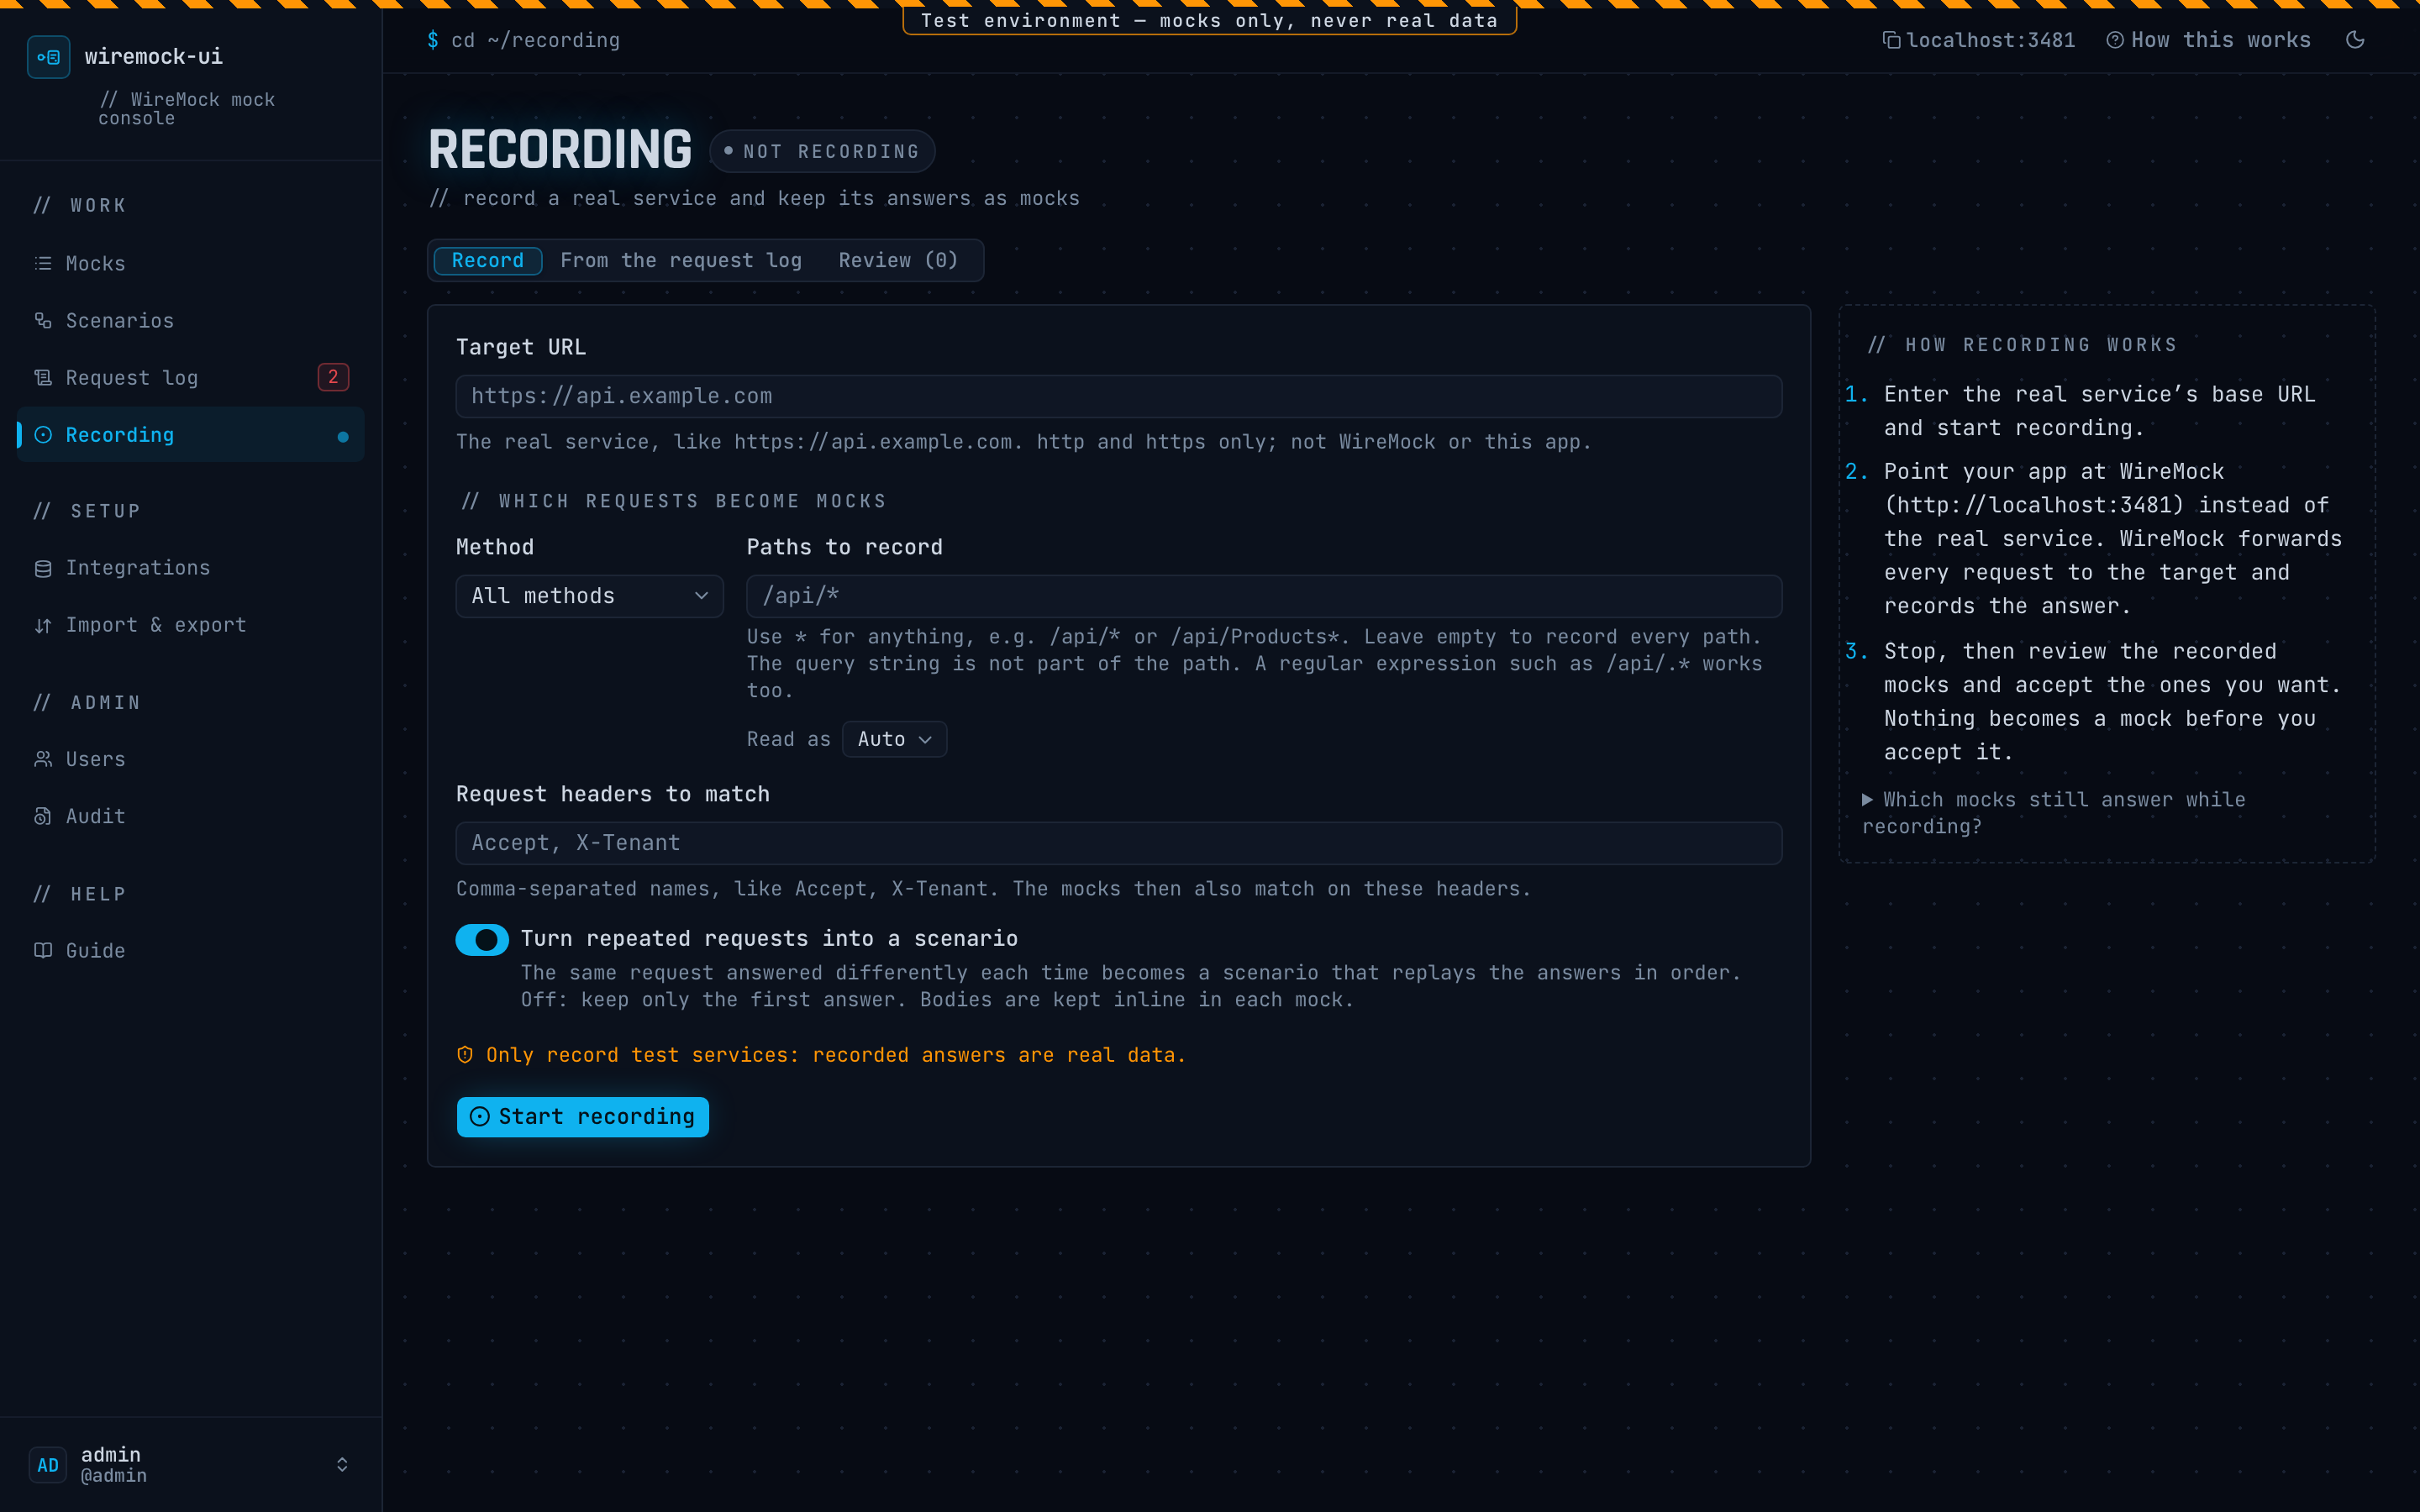 Test environment — mocks only, never real data
wiremock-ui
// WireMock mock
console
$ cd ~/recording
localhost:3481
How this works
// WORK
Mocks
Scenarios
Request log
2
Recording
// SETUP
Integrations
Import & export
// ADMIN
Users
Audit
// HELP
Guide
AD
admin
@admin
RECORDING
NOT RECORDING
// record a real service and keep its answers as mocks
Record
From the request log
Review (0)
Target URL
https://api.example.com
The real service, like https://api.example.com. http and https only; not WireMock or this app.
// WHICH REQUESTS BECOME MOCKS
Method
All methods
Paths to record
/api/*
Use * for anything, e.g. /api/* or /api/Products*. Leave empty to record every path.
The query string is not part of the path. A regular expression such as /api/.* works
too.
Read as
Auto
Request headers to match
Accept, X-Tenant
Comma-separated names, like Accept, X-Tenant. The mocks then also match on these headers.
Turn repeated requests into a scenario
The same request answered differently each time becomes a scenario that replays the answers in order.
Off: keep only the first answer. Bodies are kept inline in each mock.
Only record test services: recorded answers are real data.
Start recording
// HOW RECORDING WORKS
1. Enter the real service’s base URL
and start recording.
2. Point your app at WireMock
(http://localhost:3481) instead of
the real service. WireMock forwards
every request to the target and
records the answer.
3. Stop, then review the recorded
mocks and accept the ones you want.
Nothing becomes a mock before you
accept it.
Which mocks still answer while
recording?